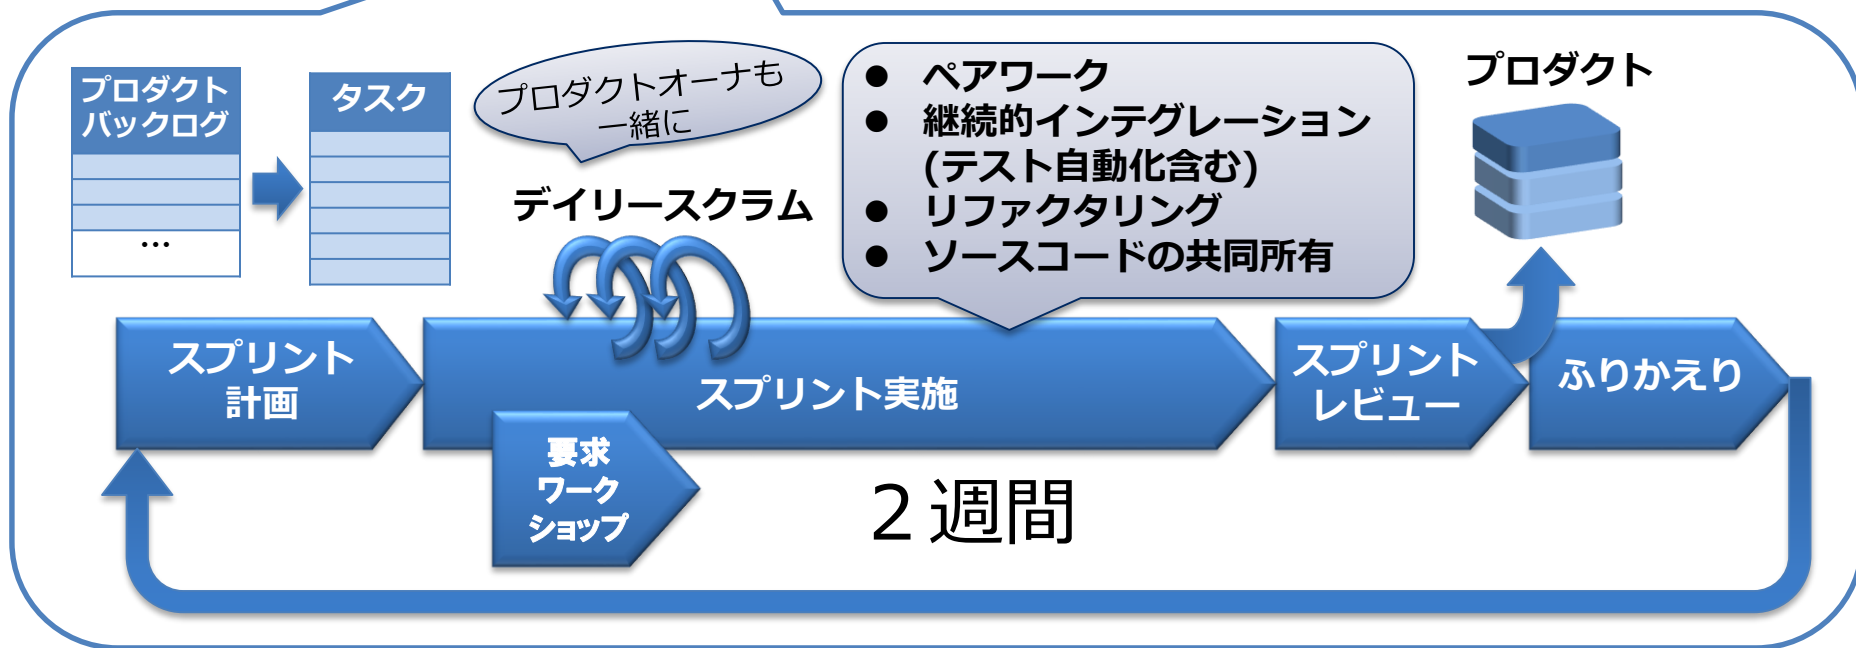 プロダクト
バックログ
…
タスク
プロダクトオーナも
一緒に
デイリースクラム
● ペアワーク
● 継続的インテグレーション
(テスト自動化含む)
● リファクタリング
● ソースコードの共同所有
プロダクト
スプリント
計画
スプリント実施
スプリント
レビュー
ふりかえり
要求
ワーク
ショップ
２週間